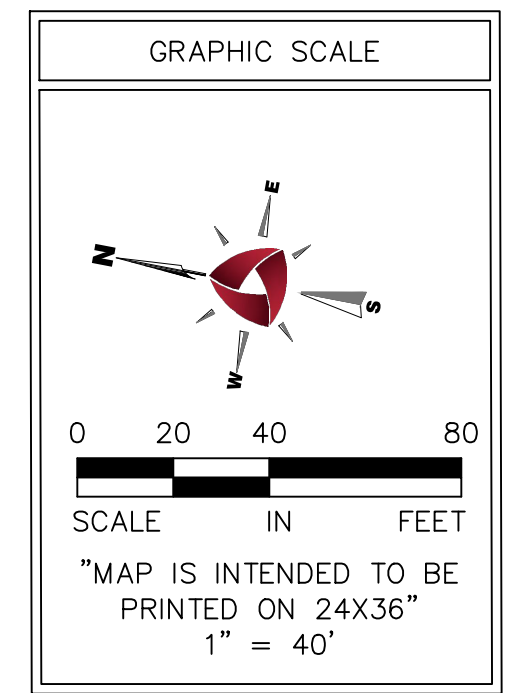 GRAPHIC SCALE
E
N
S
W
0 20 40 80
SCALE IN FEET
"MAP IS INTENDED TO BE
PRINTED ON 24X36"
1" = 40'